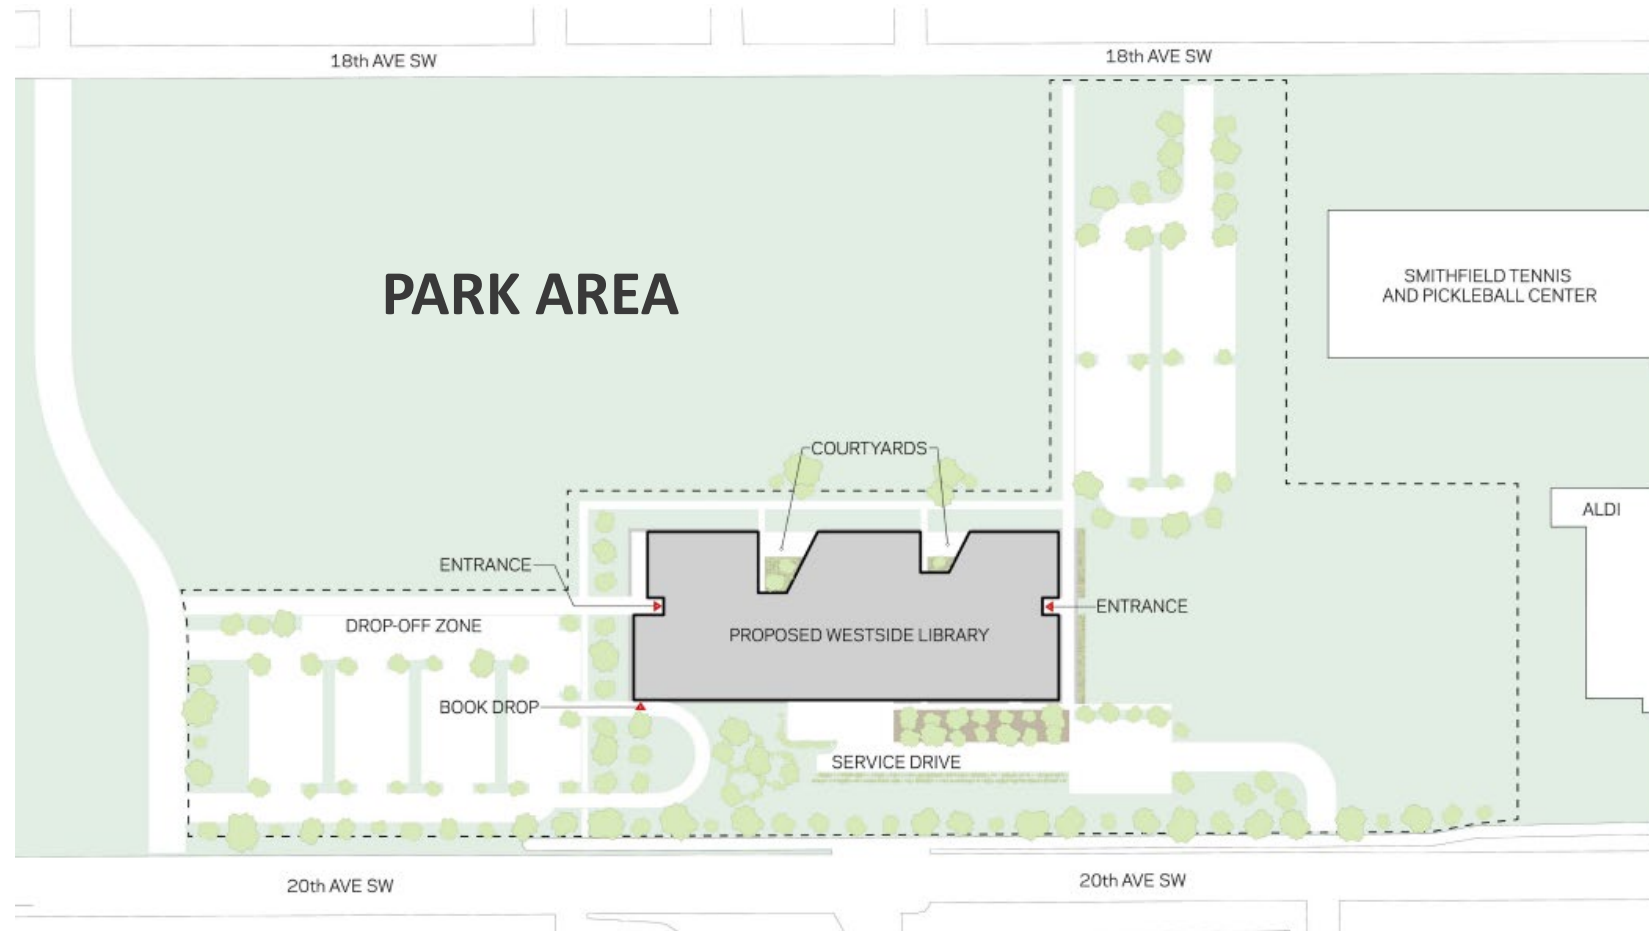 18th AVE SW
18th AVE SW
PARK AREA
SMITHFIELD TENNIS
AND PICKLEBALL CENTER
COURTYARDS
ALDI
ENTRANCE
ENTRANCE
DROP-OFF ZONE
PROPOSED WESTSIDE LIBRARY
BOOK DROP
SERVICE DRIVE
20th AVE SW
20th AVE SW